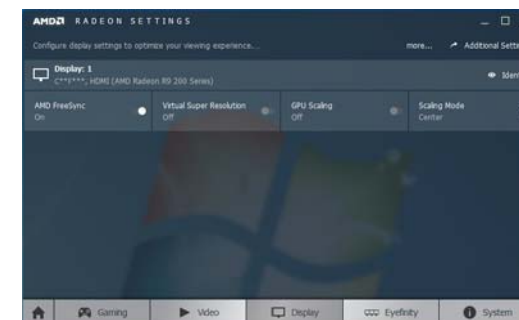 AMD RADEON SETTINGS
Configure display settings to optimize your viewing experience...
more...
Additional Sett
Display: 1
C**F***, HDMI (AMD Radeon R9 200 Series)
Iden
AMD FreeSync
On
Virtual Super Resolution
Off
GPU Scaling
Off
Scaling Mode
Center
Gaming
Video
Display
Eyefinity
System